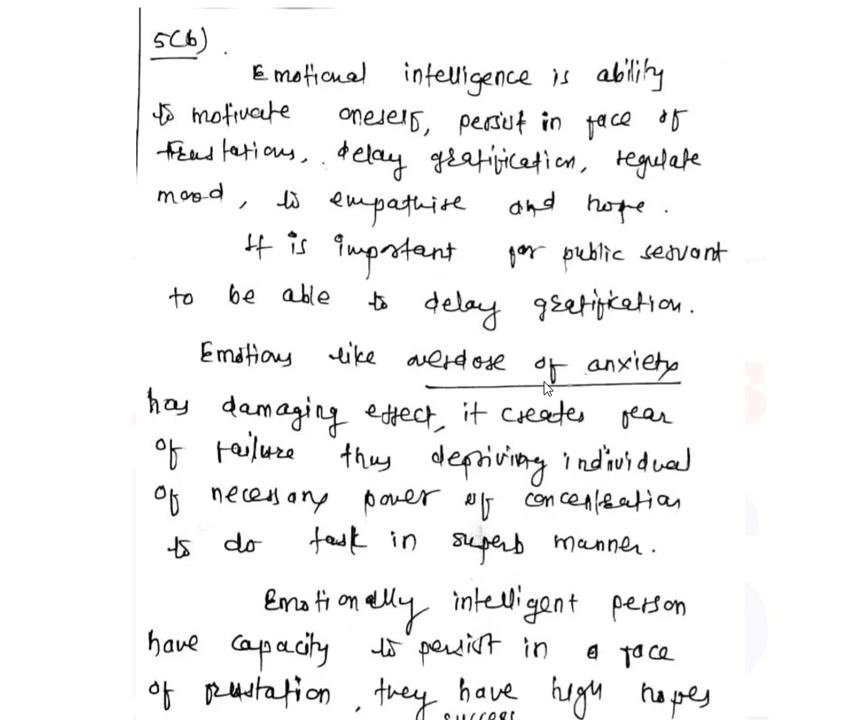 5(b).
Emotional intelligence is ability
to motivate oneself, persist in face of
frustations, delay gratification, regulate
mood, to empathise and hope.
It is important for public servant
to be able to delay gratification.
Emotions like overdose of anxiety
has damaging effect, it creates fear
of failure thus depriving individual
of necessary power of concentration
to do task in superb manner.
Emotionally intelligent person
have capacity to persist in a face
of frustation, they have high hopes
success